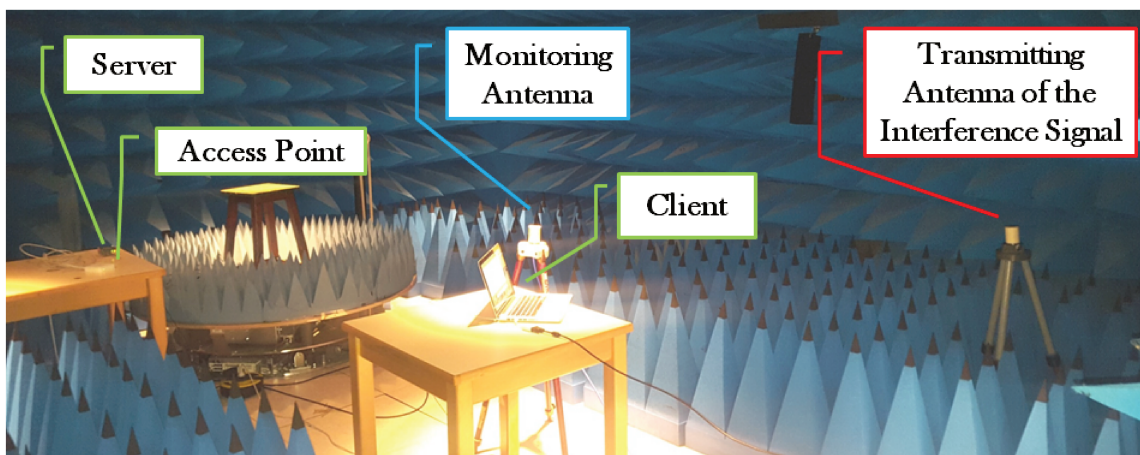 Server
Access Point
Monitoring
Antenna
Client
Transmitting
Antenna of the
Interference Signal